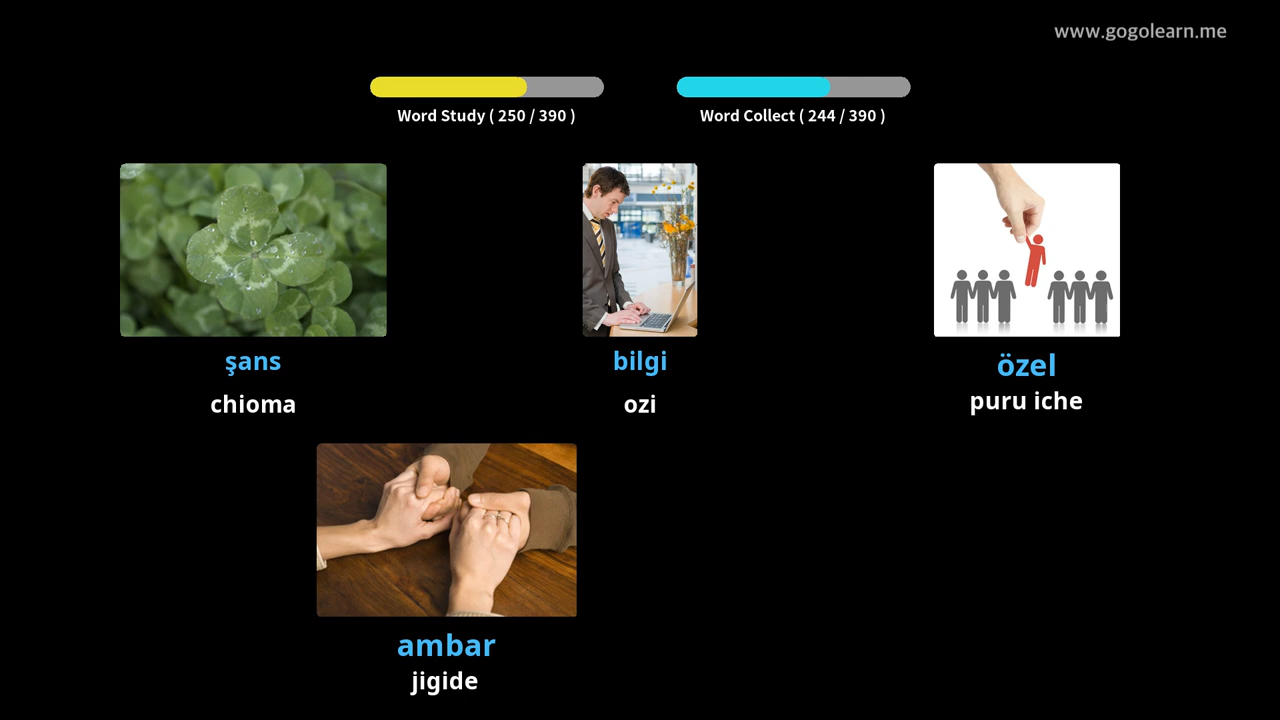 www.gogolearn.me
Word Study ( 250 / 390 )
Word Collect ( 244 / 390 )
şans
chioma
bilgi
ozi
özel
puru iche
ambar
jigide